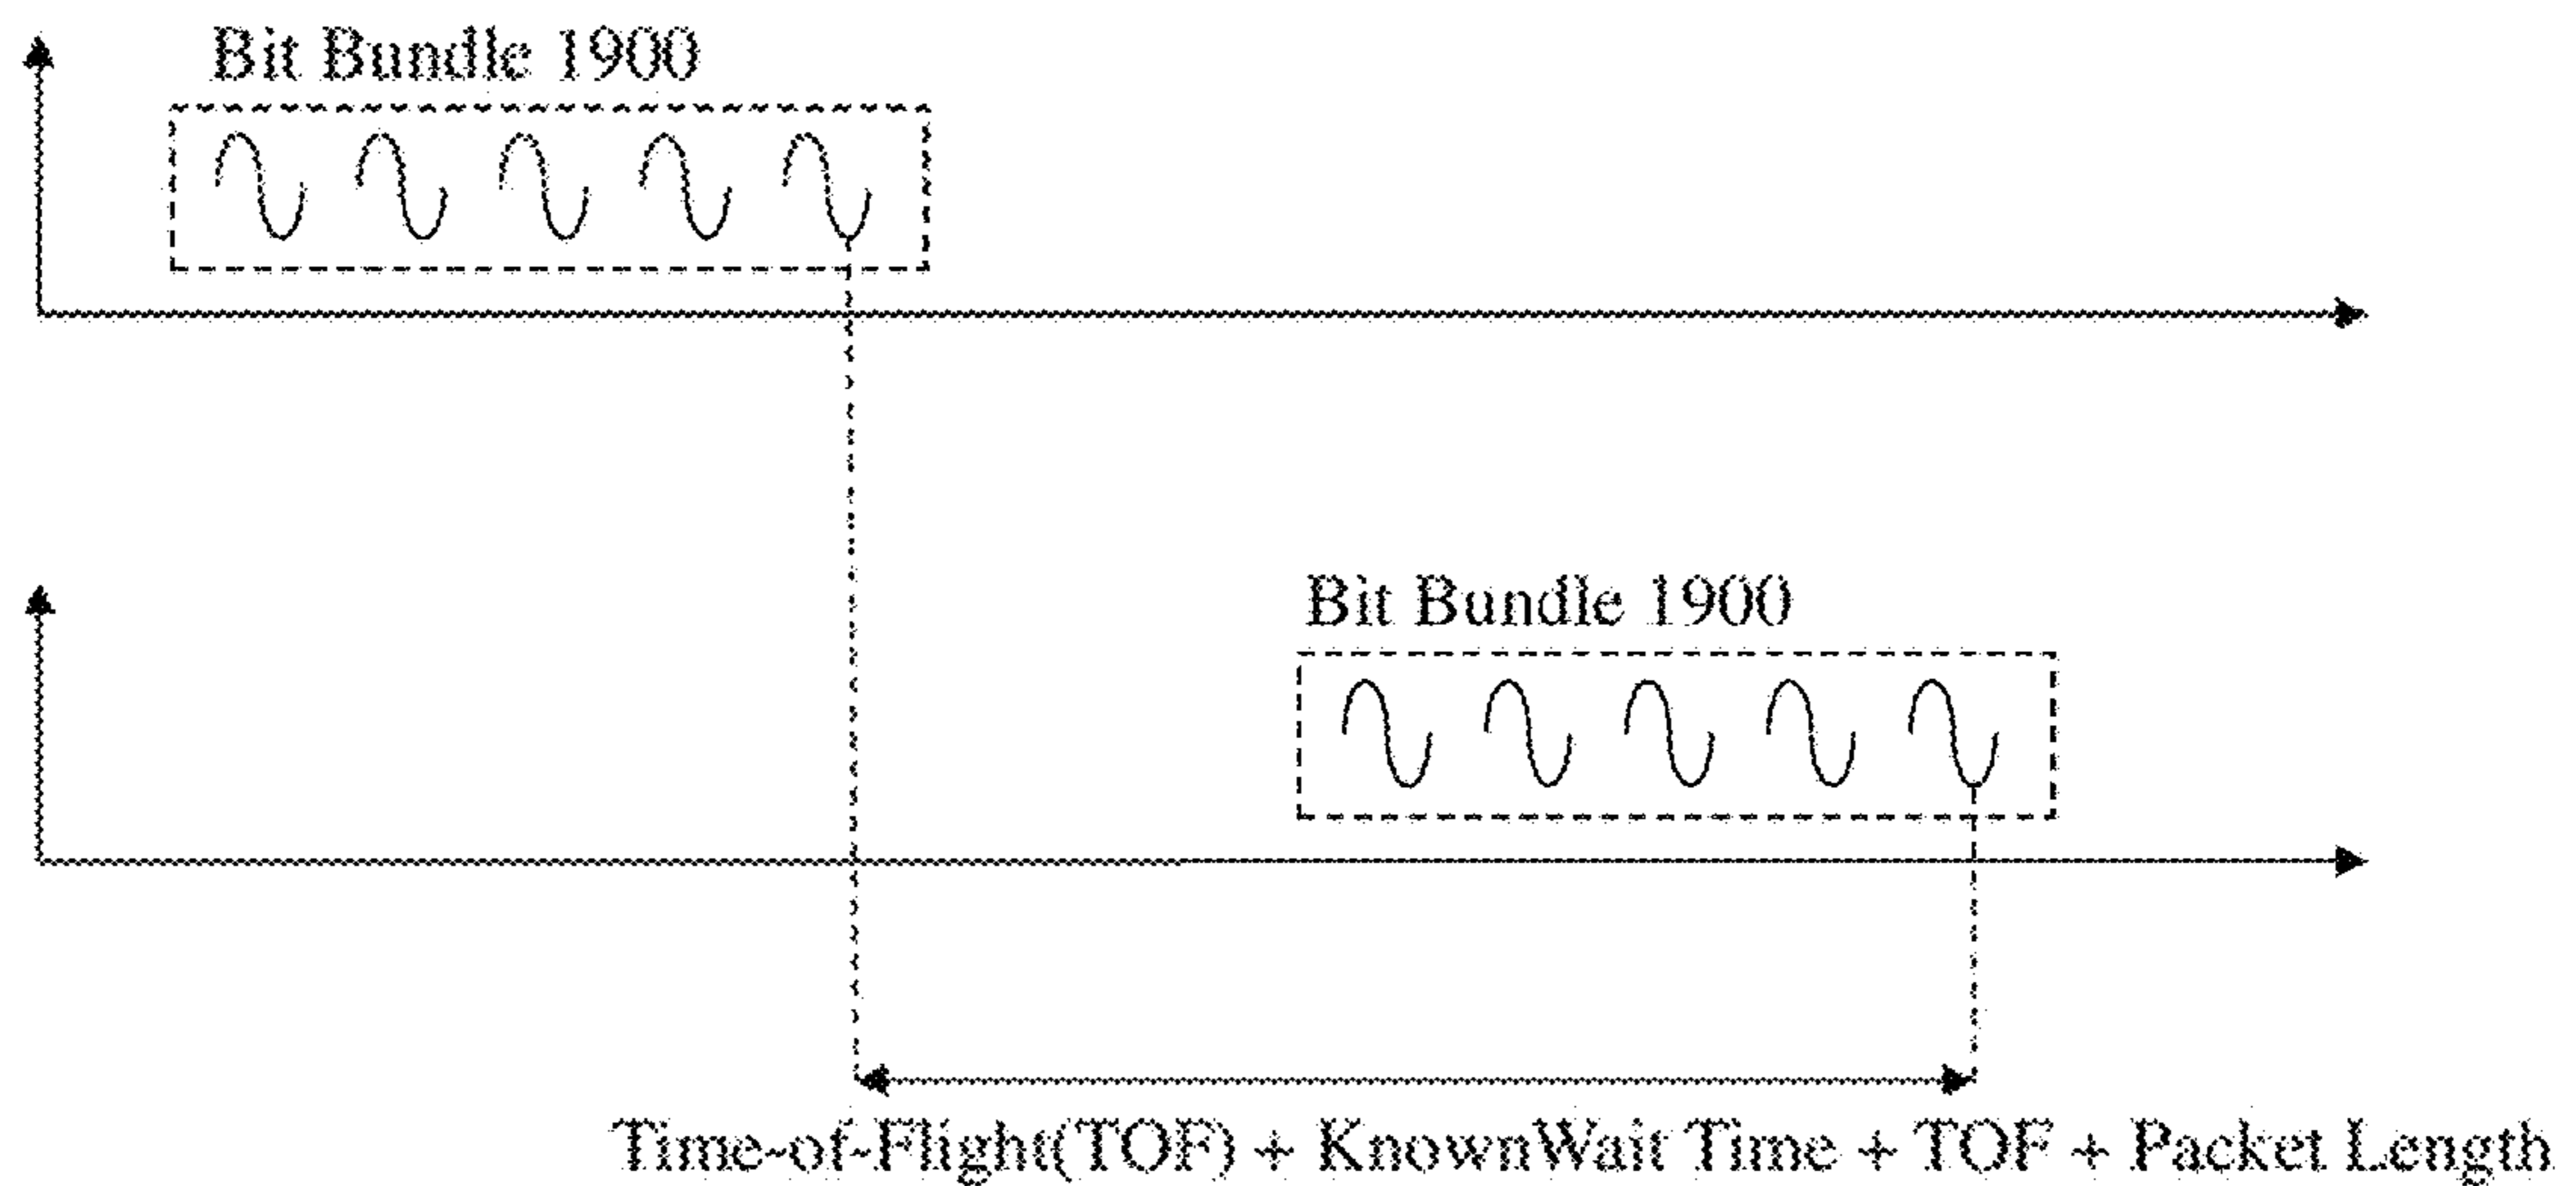 Bit Bundle 1900
Bit Bundle 1900
Time-of-Flight(TOF) + KnownWait Time + TOF + Packet Length